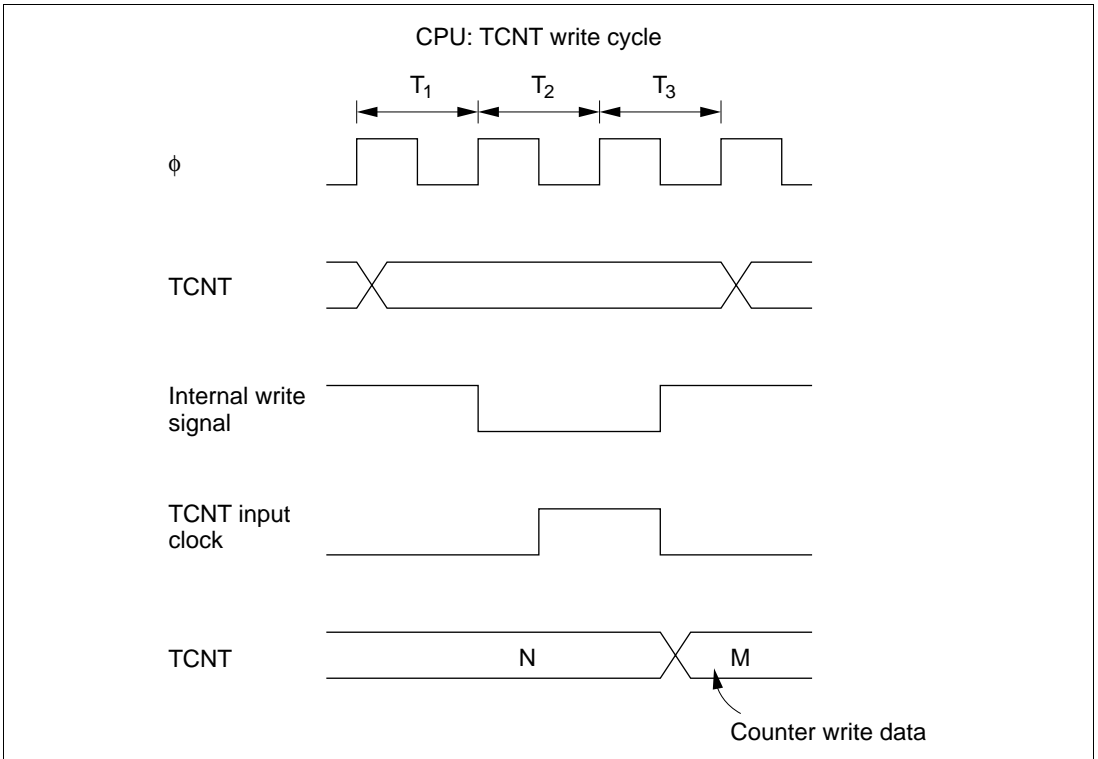 CPU: TCNT write cycle
T1 T2 T3
ϕ
TCNT
Internal write
signal
TCNT input
clock
TCNT
N M
Counter write data